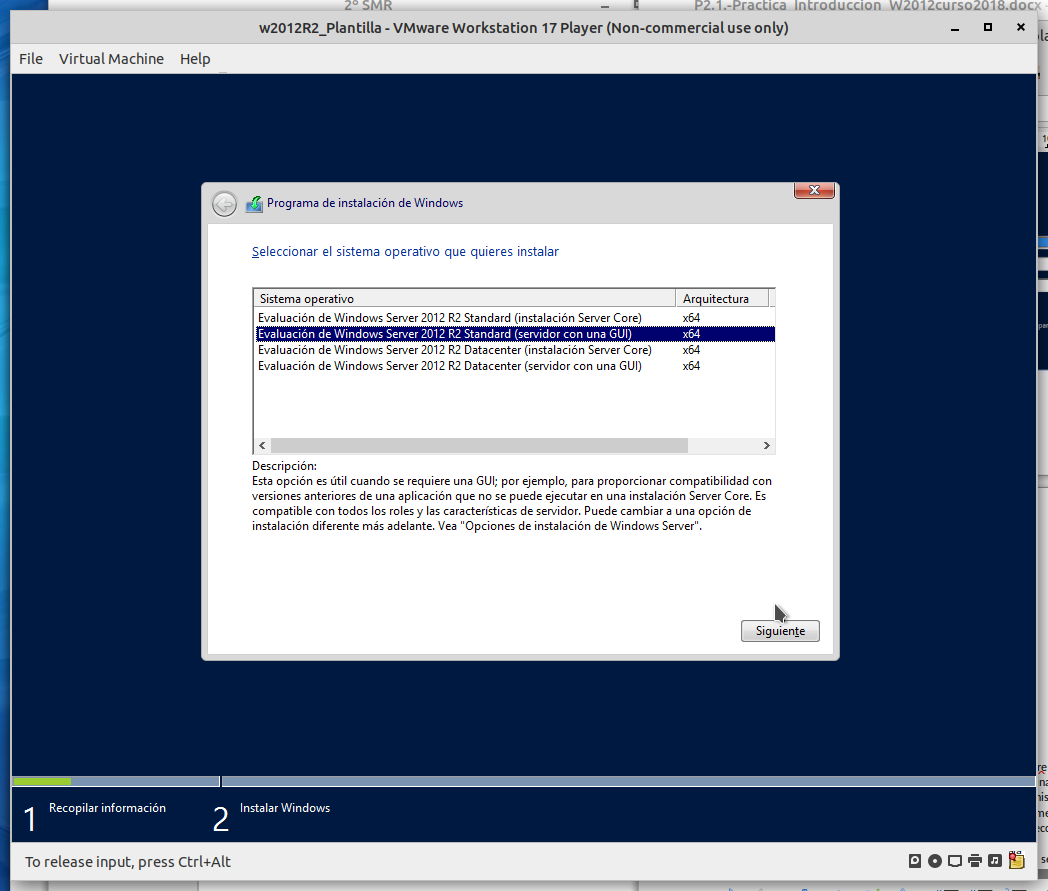 2º SMR
P2.1.-Practica_Introduccion_W2012curso2018.docx -
w2012R2_Plantilla - VMware Workstation 17 Player (Non-commercial use only)
File Virtual Machine Help
Programa de instalación de Windows
Seleccionar el sistema operativo que quieres instalar
Sistema operativo Arquitectura
Evaluación de Windows Server 2012 R2 Standard (instalación Server Core) x64
Evaluación de Windows Server 2012 R2 Standard (servidor con una GUI) x64
Evaluación de Windows Server 2012 R2 Datacenter (instalación Server Core) x64
Evaluación de Windows Server 2012 R2 Datacenter (servidor con una GUI) x64
Descripción:
Esta opción es útil cuando se requiere una GUI; por ejemplo, para proporcionar compatibilidad con
versiones anteriores de una aplicación que no se puede ejecutar en una instalación Server Core. Es
compatible con todos los roles y las características de servidor. Puede cambiar a una opción de
instalación diferente más adelante. Vea "Opciones de instalación de Windows Server".
Siguiente
1 Recopilar información 2 Instalar Windows
To release input, press Ctrl+Alt